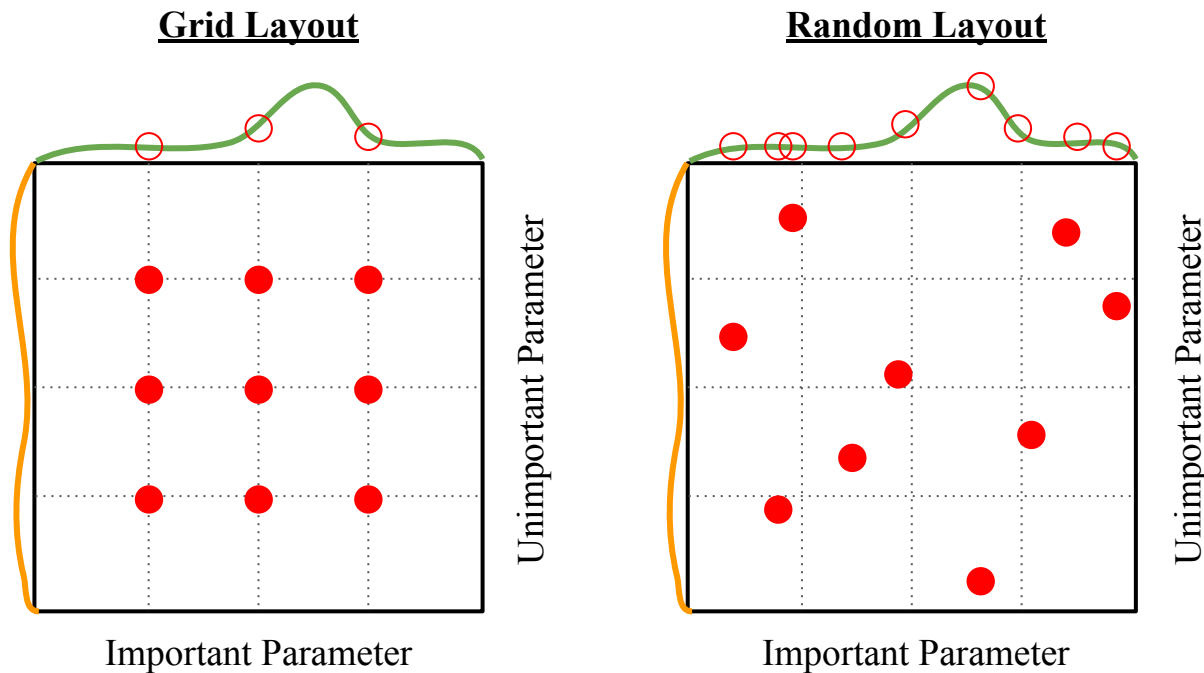 Grid Layout
Unimportant Parameter
Important Parameter
Random Layout
Unimportant Parameter
Important Parameter